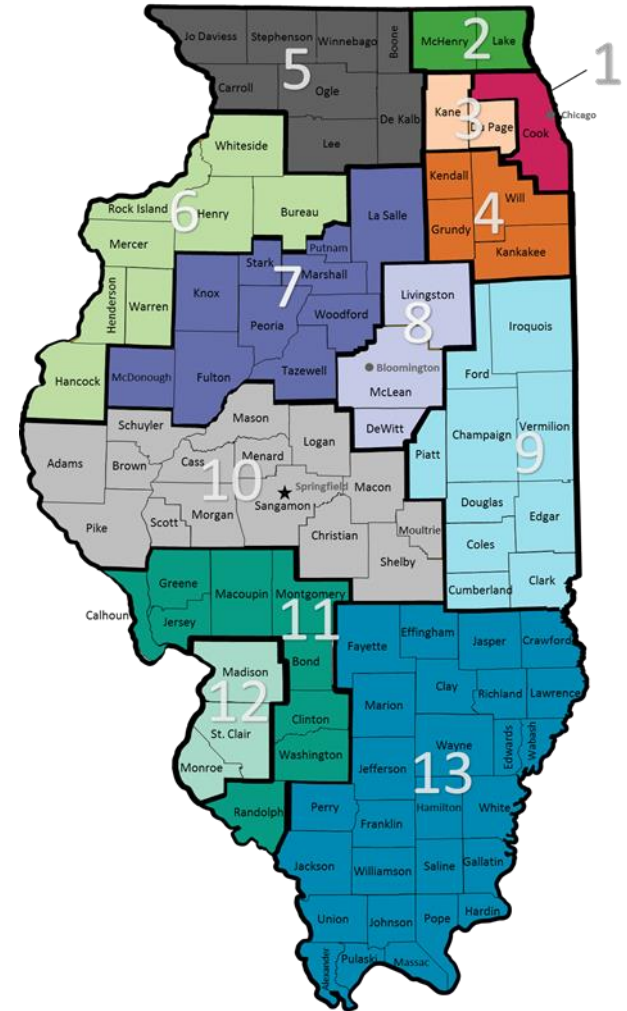 Jo Daviess
Stephenson
Winnebago
Boone
McHenry
Lake
2
1
5
Carroll
Ogle
De Kalb
Lee
Kane
3
Du Page
Cook
Chicago
Whiteside
Rock Island
6
Henry
Bureau
Mercer
Henderson
Warren
Hancock
La Salle
Putnam
Stark
Marshall
7
Knox
Peoria
Woodford
McDonough
Fulton
Tazewell
Kendall
Will
4
Grundy
Kankakee
Livingston
8
Bloomington
McLean
DeWitt
Iroquois
Ford
Champaign
Vermilion
9
Piatt
Douglas
Edgar
Coles
Clark
Cumberland
Schuyler
Mason
Logan
Adams
Brown
Cass
Menard
10
Springfield
Sangamon
Macon
Pike
Scott
Morgan
Christian
Moultrie
Shelby
Calhoun
Greene
Jersey
Macoupin
Montgomery
11
Bond
Clinton
Washington
Randolph
Madison
12
St. Clair
Monroe
Fayette
Effingham
Jasper
Crawford
Marion
Clay
Richland
Lawrence
Wayne
Edwards
Wabash
Jefferson
13
Perry
Hamilton
White
Franklin
Jackson
Williamson
Saline
Gallatin
Union
Johnson
Pope
Hardin
Alexander
Pulaski
Massac